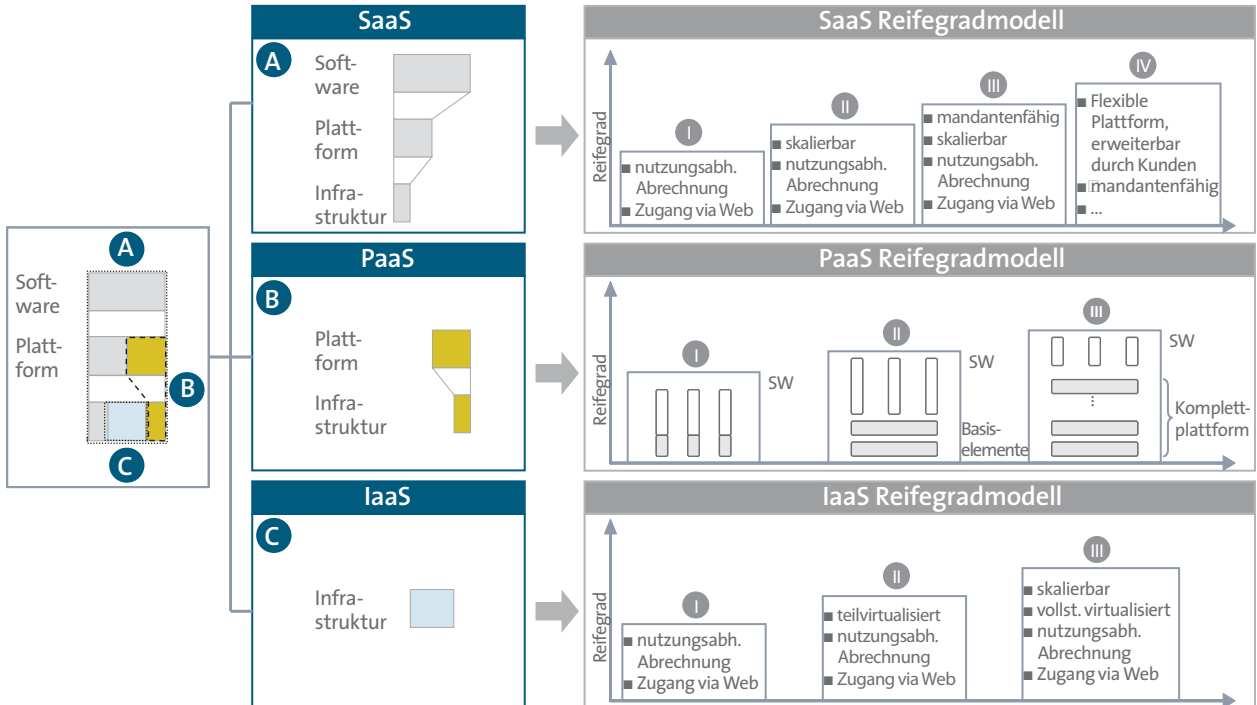 A
Soft-
ware
Platt-
form
B
C
SaaS
A
Soft-
ware
Platt-
form
Infra-
struktur
SaaS Reifegradmodell
Reifegrad
I
■ nutzungsabh.
Abrechnung
■ Zugang via Web
II
■ skalierbar
■ nutzungsabh.
Abrechnung
■ Zugang via Web
III
■ mandantenfähig
■ skalierbar
■ nutzungsabh.
Abrechnung
■ Zugang via Web
IV
■ Flexible
Plattform,
erweiterbar
durch Kunden
■ mandantenfähig
■ ...
PaaS
B
Platt-
form
Infra-
struktur
PaaS Reifegradmodell
Reifegrad
I
SW
II
SW
Basis-
elemente
III
SW
...
Komplett-
plattform
IaaS
C
Infra-
struktur
IaaS Reifegradmodell
Reifegrad
I
■ nutzungsabh.
Abrechnung
■ Zugang via Web
II
■ teilvirtualisiert
■ nutzungsabh.
Abrechnung
■ Zugang via Web
III
■ skalierbar
■ vollst. virtualisiert
■ nutzungsabh.
Abrechnung
■ Zugang via Web